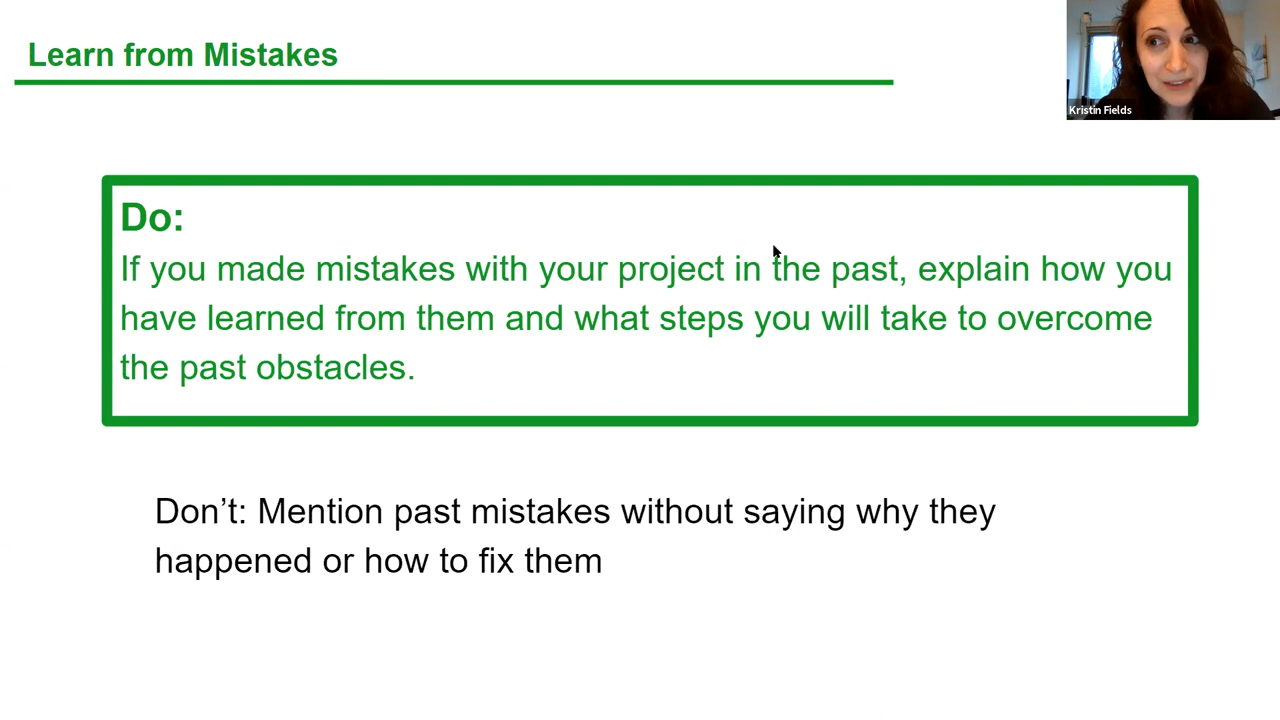 Learn from Mistakes
Kristin Fields
Do:
If you made mistakes with your project in the past, explain how you
have learned from them and what steps you will take to overcome
the past obstacles.
Don’t: Mention past mistakes without saying why they
happened or how to fix them